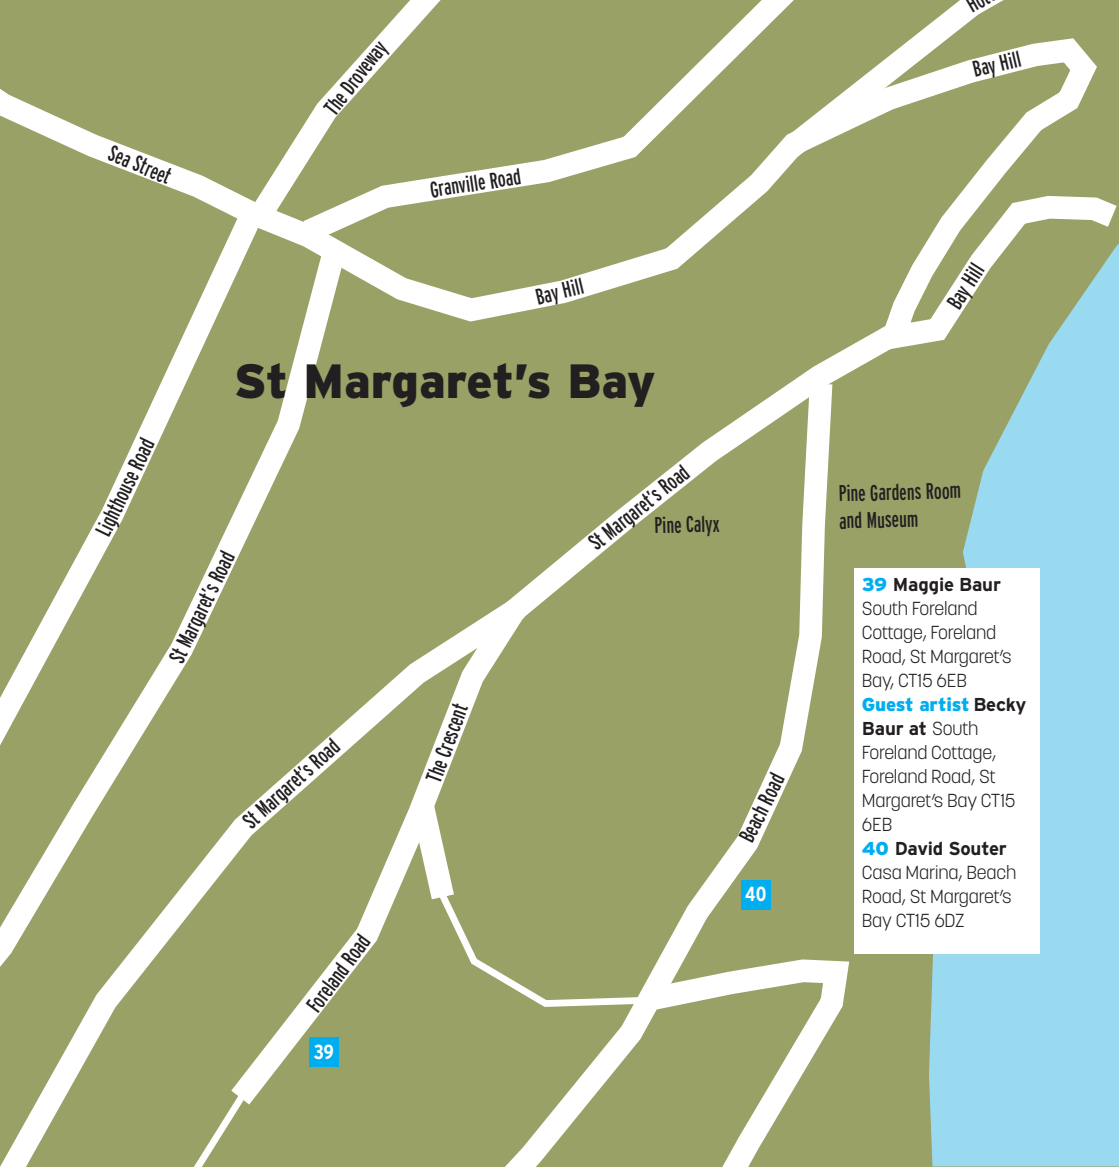 Hot
The Droveway
Bay Hill
Sea Street
Granville Road
Bay Hill
Bay Hill
St Margaret's Bay
Lighthouse Road
St Margaret's Road
Pine Calyx
Pine Gardens Room
and Museum
St Margaret's Road
39 Maggie Baur
South Foreland
Cottage, Foreland
Road, St Margaret's
Bay, CT15 6EB
Guest artist Becky
Baur at South
Foreland Cottage,
Foreland Road, St
Margaret's Bay CT15
6EB
40 David Souter
Casa Marina, Beach
Road, St Margaret's
Bay CT15 6DZ
The Crescent
St Margaret's Road
Beach Road
40
Foreland Road
39